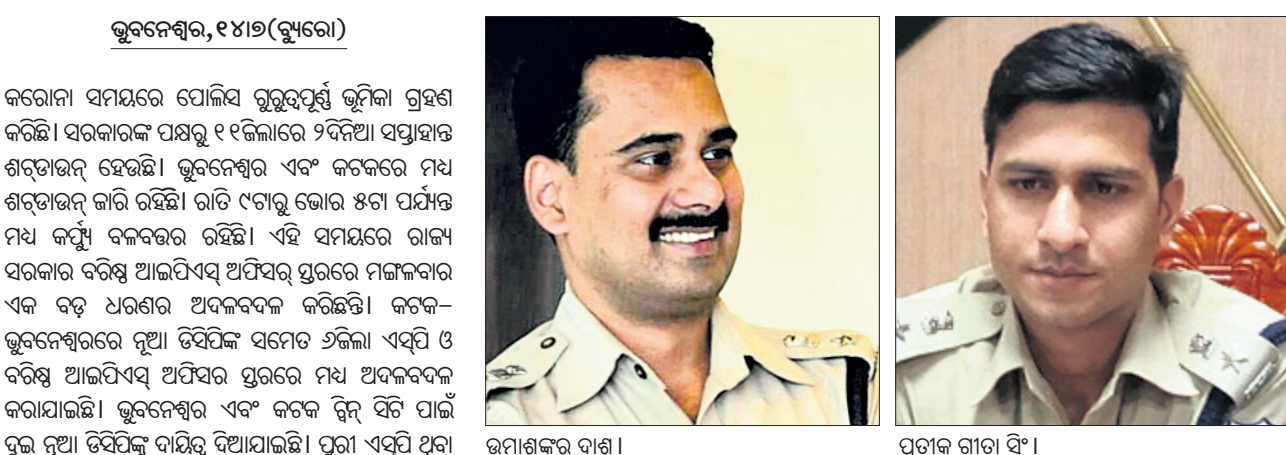 ଭୁବନେଶ୍ୱର,୧୪।୭(ବ୍ୟୁରୋ)
କରୋନା ସମୟରେ ପୋଲିସ ଗୁରୁତ୍ୱପୂର୍ଣ୍ଣ ଭୂମିକା ଗ୍ରହଣ
କରିଛି। ସରକାରଙ୍କ ପକ୍ଷରୁ ୧୧ଜିଲାରେ ୨ଦିନିଆ ସପ୍ତାହାନ୍ତ
ଶଟ୍‌ଡାଉନ୍ ହେଉଛି। ଭୁବନେଶ୍ୱର ଏବଂ କଟକରେ ମଧ୍ୟ
ଶଟ୍‌ଡାଉନ୍ ଜାରି ରହିଛି। ରାତି ୯ଟାରୁ ଭୋର ୫ଟା ପର୍ଯ୍ୟନ୍ତ
ମଧ୍ୟ କର୍ଫ୍ୟୁ ବଳବତ୍ତର ରହିଛି। ଏହି ସମୟରେ ରାଜ୍ୟ
ସରକାର ବରିଷ୍ଠ ଆଇପିଏସ୍ ଅଫିସର୍ ସ୍ତରରେ ମଙ୍ଗଳବାର
ଏକ ବଡ଼ ଧରଣର ଅଦଳବଦଳ କରିଛନ୍ତି। କଟକ–
ଭୁବନେଶ୍ୱରରେ ନୂଆ ଡିସିପିଙ୍କ ସମେତ ୬ଜିଲା ଏସ୍‌ପି ଓ
ବରିଷ୍ଠ ଆଇପିଏସ୍ ଅଫିସର ସ୍ତରରେ ମଧ୍ୟ ଅଦଳବଦଳ
କରାଯାଇଛି। ଭୁବନେଶ୍ୱର ଏବଂ କଟକ ଟ୍ୱିନ୍ ସିଟି ପାଇଁ
ଦୁଇ ନୂଆ ଡିସିପିଙ୍କୁ ଦାୟିତ୍ୱ ଦିଆଯାଇଛି। ପୁରୀ ଏସ୍‌ପି ଥିବା
ଉମାଶଙ୍କର ଦାଶ।
ପ୍ରତୀକ ଗୀତା ସିଂ।